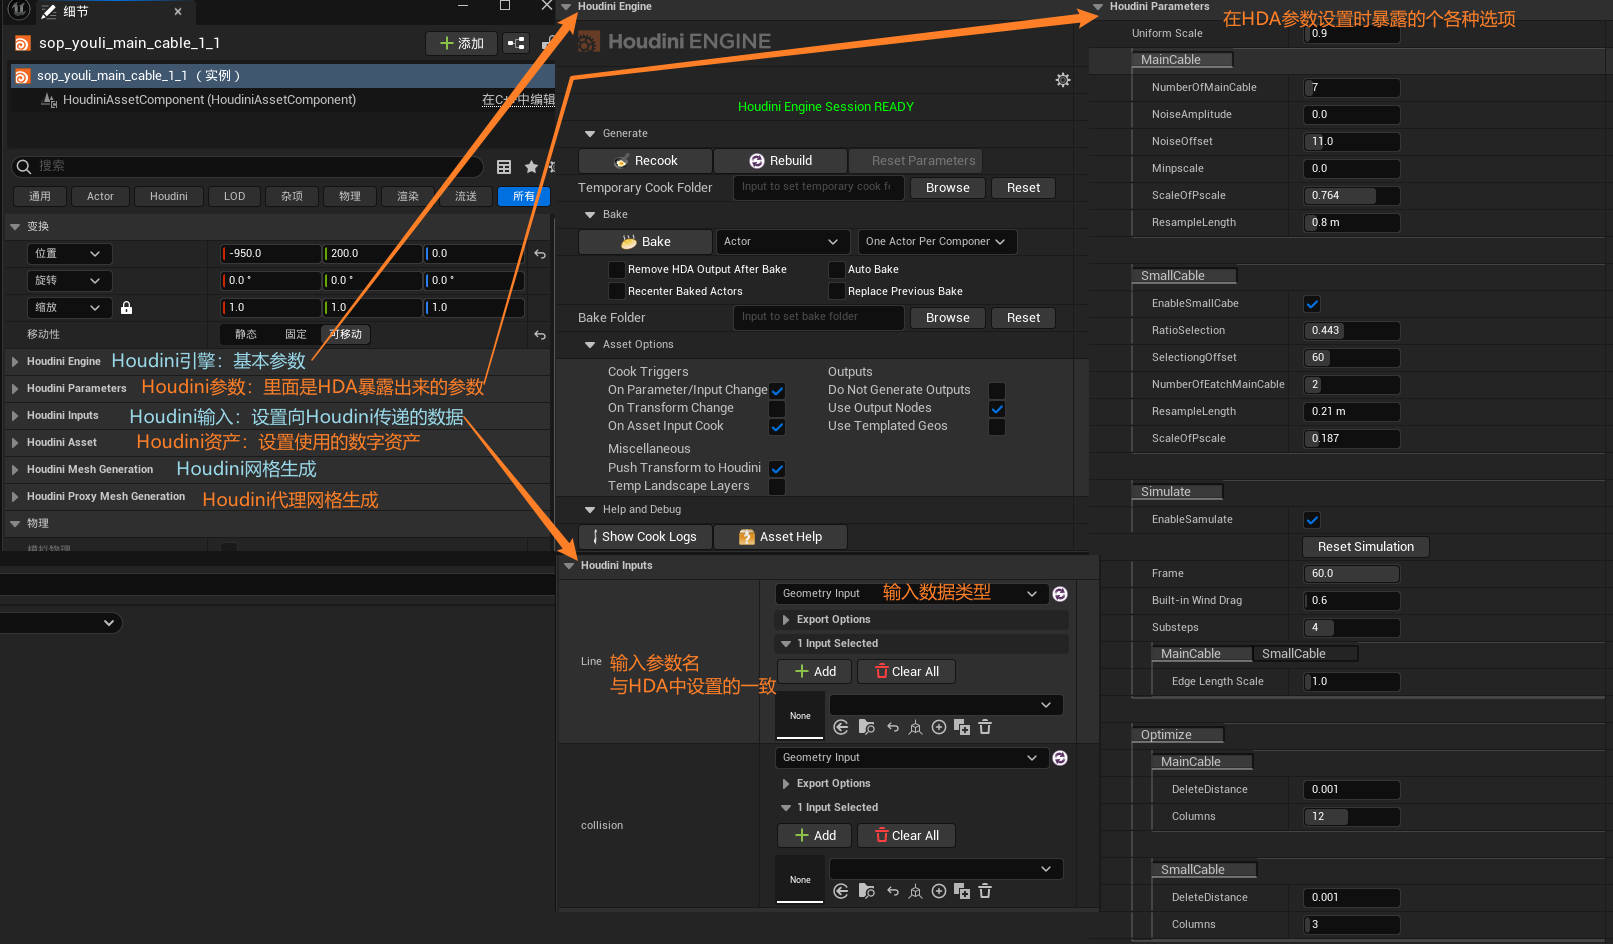 细节
sop_youli_main_cable_1_1
添加
sop_youli_main_cable_1_1 （实例）
HoudiniAssetComponent (HoudiniAssetComponent)
在C++中编辑
搜索
通用
Actor
Houdini
LOD
杂项
物理
渲染
流送
所有
变换
位置
-950.0
200.0
0.0
旋转
0.0 °
0.0 °
0.0 °
缩放
1.0
1.0
1.0
移动性
静态
固定
可移动
Houdini Engine
Houdini引擎：基本参数
Houdini Parameters
Houdini参数：里面是HDA暴露出来的参数
Houdini Inputs
Houdini输入：设置向Houdini传递的数据
Houdini Asset
Houdini资产：设置使用的数字资产
Houdini Mesh Generation
Houdini网格生成
Houdini Proxy Mesh Generation
Houdini代理网格生成
物理
模拟物理
Houdini Engine
Houdini ENGINE
Houdini Engine Session READY
Generate
Recook
Rebuild
Reset Parameters
Temporary Cook Folder
Input to set temporary cook f
Browse
Reset
Bake
Bake
Actor
One Actor Per Componer
Remove HDA Output After Bake
Auto Bake
Recenter Baked Actors
Replace Previous Bake
Bake Folder
Input to set bake folder
Browse
Reset
Asset Options
Cook Triggers
Outputs
On Parameter/Input Change
Do Not Generate Outputs
On Transform Change
Use Output Nodes
On Asset Input Cook
Use Templated Geos
Miscellaneous
Push Transform to Houdini
Temp Landscape Layers
Help and Debug
Show Cook Logs
Asset Help
Houdini Inputs
Geometry Input
输入数据类型
Export Options
1 Input Selected
Line
输入参数名
与HDA中设置的一致
Add
Clear All
None
Geometry Input
Export Options
1 Input Selected
collision
Add
Clear All
None
Houdini Parameters
在HDA参数设置时暴露的个各种选项
Uniform Scale
0.9
MainCable
NumberOfMainCable
7
NoiseAmplitude
0.0
NoiseOffset
11.0
Minpscale
0.0
ScaleOfPscale
0.764
ResampleLength
0.8 m
SmallCable
EnableSmallCabe
RatioSelection
0.443
SelectiongOffset
60
NumberOfEatchMainCable
2
ResampleLength
0.21 m
ScaleOfPscale
0.187
Simulate
EnableSamulate
Reset Simulation
Frame
60.0
Built-in Wind Drag
0.6
Substeps
4
MainCable
SmallCable
Edge Length Scale
1.0
Optimize
MainCable
DeleteDistance
0.001
Columns
12
SmallCable
DeleteDistance
0.001
Columns
3